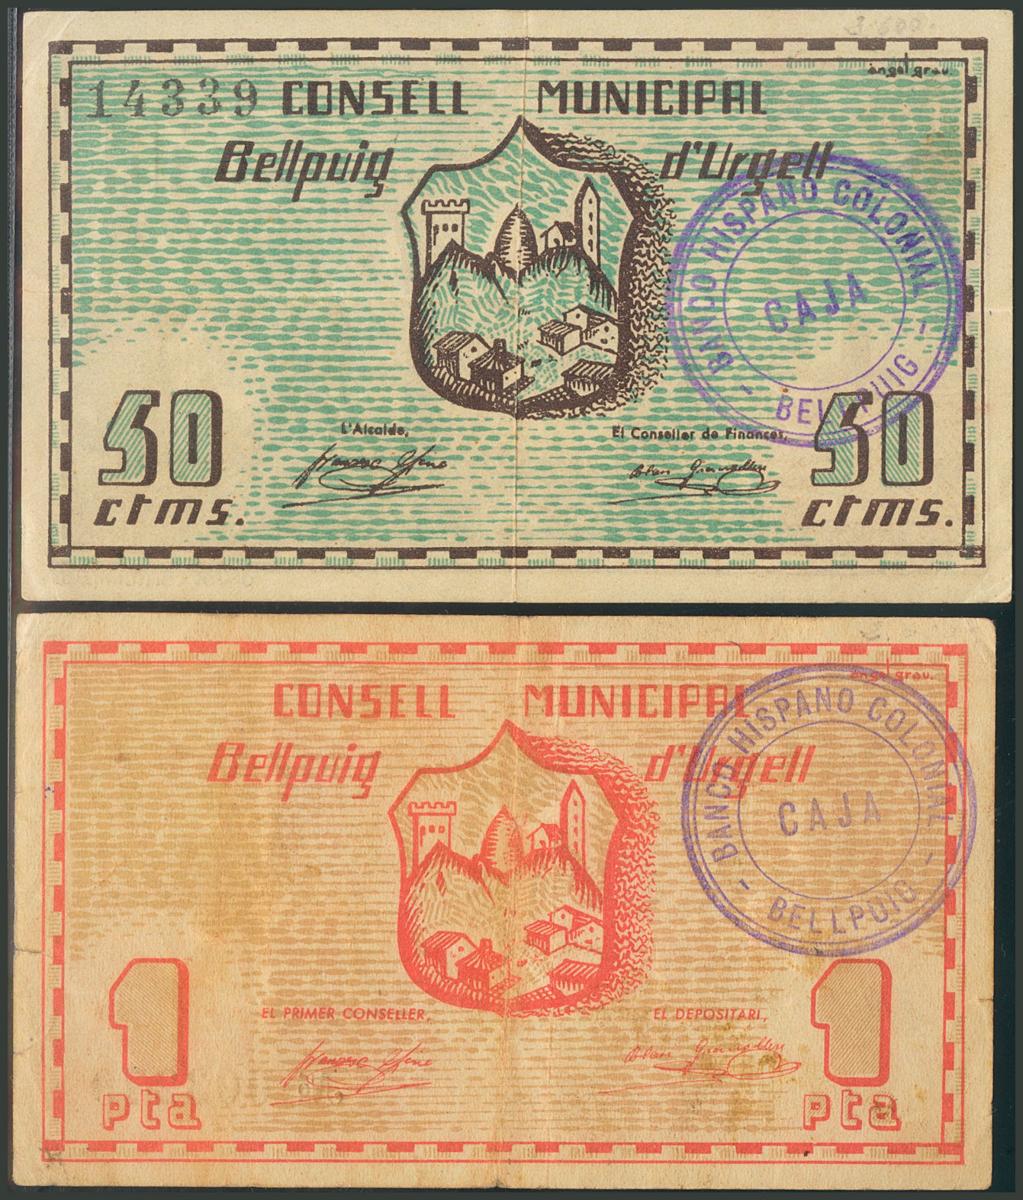 3.600.
àngel grau.
14339 CONSELL MUNICIPAL
Bellpuig d'Urgell
BANCO HISPANO COLONIAL
CAJA
- BELLPUIG -
L'Alcalde,
El Conseller de Finances,
50 50
ctms. ctms.
àngel grau.
CONSELL MUNICIPAL
Bellpuig d'Urgell
BANCO HISPANO COLONIAL
CAJA
- BELLPUIG -
EL PRIMER CONSELLER,
EL DEPOSITARI,
1 1
pta pta